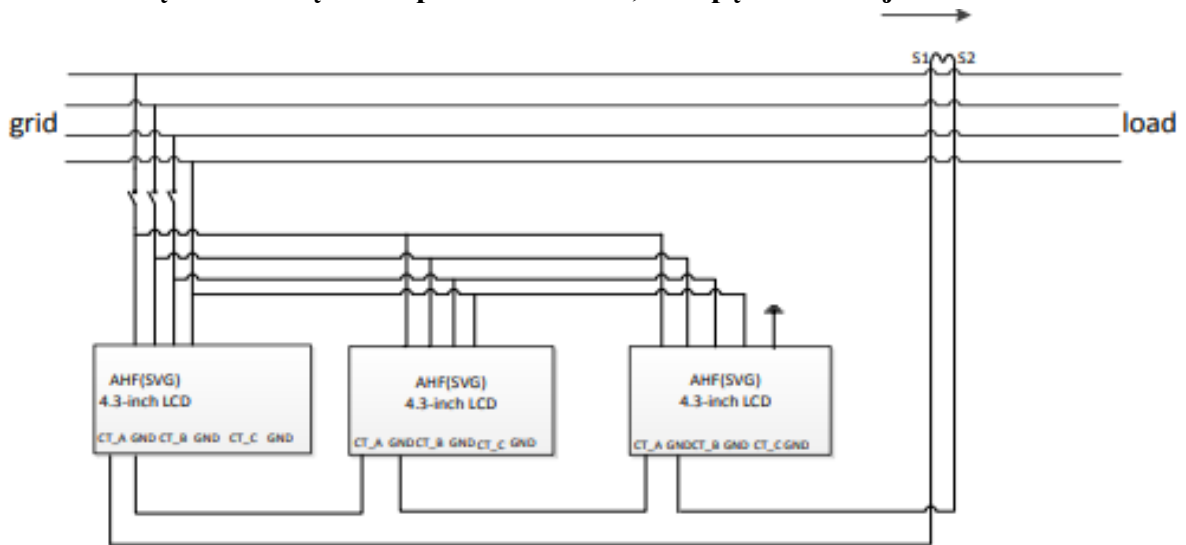 S1 S2
grid
load
AHF(SVG)
4.3-inch LCD
CT_A GND CT_B GND CT_C GND
AHF(SVG)
4.3-inch LCD
CT_A GND CT_B GND CT_C GND
AHF(SVG)
4.3-inch LCD
CT_A GND CT_B GND CT_C GND